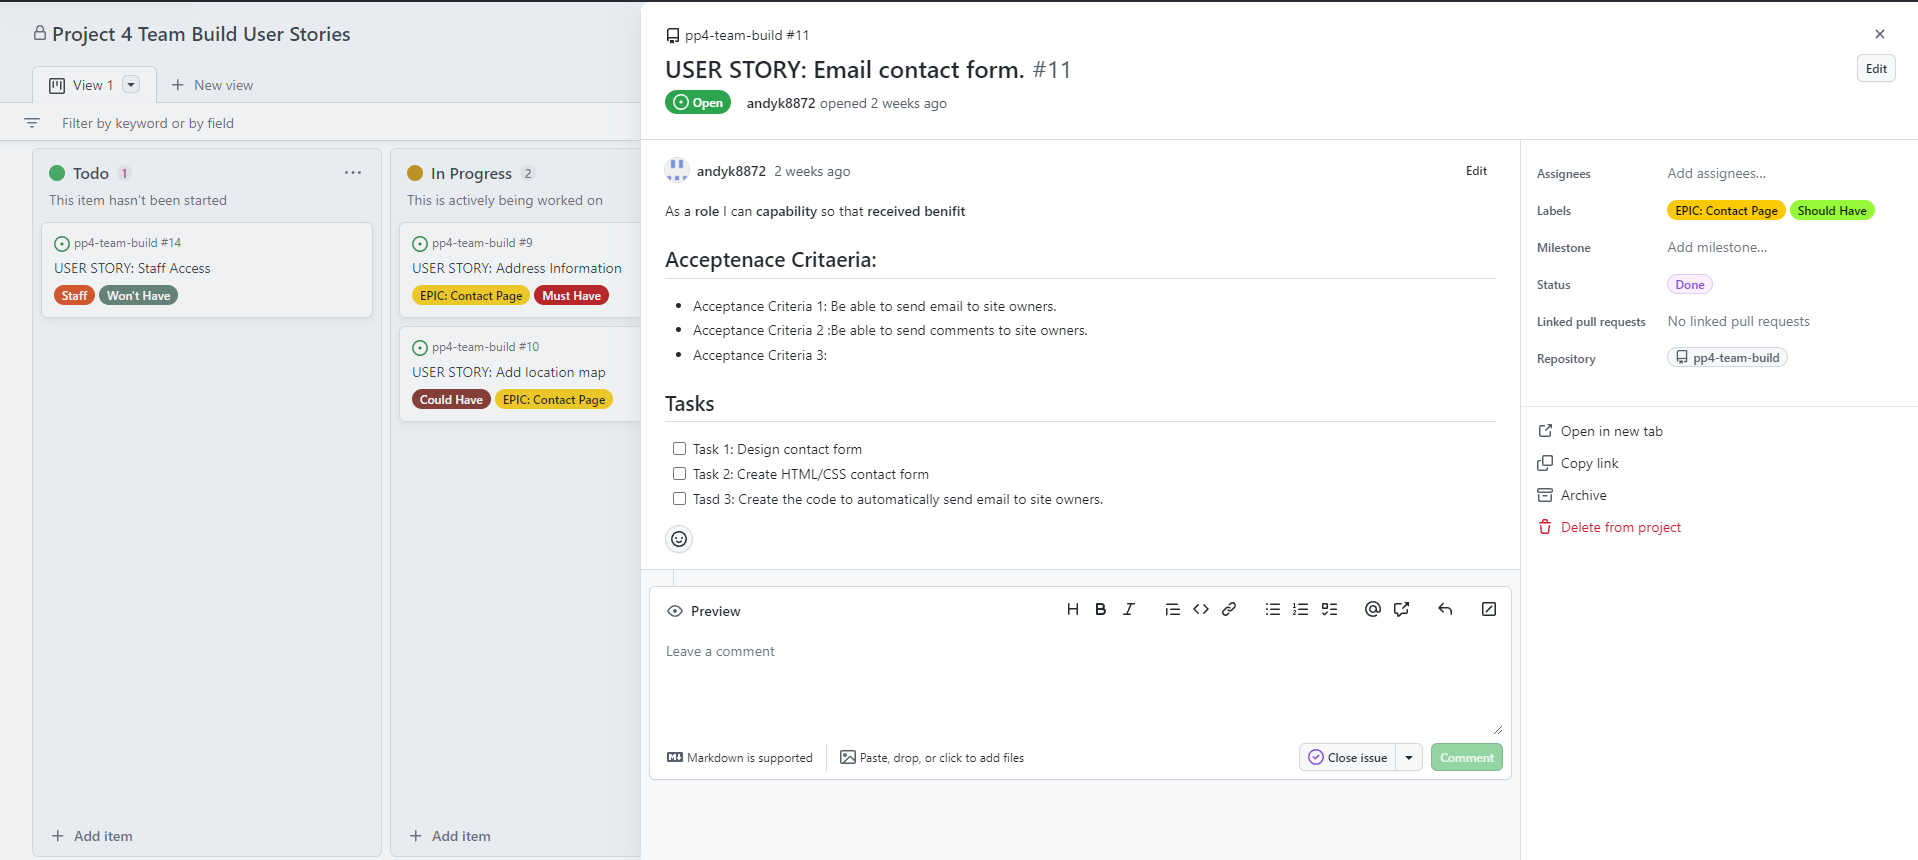 Project 4 Team Build User Stories
View 1
New view
Filter by keyword or by field
Todo 1
This item hasn't been started
pp4-team-build #14
USER STORY: Staff Access
Staff Won't Have
Add item
In Progress 2
This is actively being worked on
pp4-team-build #9
USER STORY: Address Information
EPIC: Contact Page Must Have
pp4-team-build #10
USER STORY: Add location map
Could Have EPIC: Contact Page
Add item
pp4-team-build #11
USER STORY: Email contact form. #11
Edit
Open andyk8872 opened 2 weeks ago
andyk8872 2 weeks ago Edit
As a role I can capability so that received benifit
Acceptenace Critaeria:
Acceptance Criteria 1: Be able to send email to site owners.
Acceptance Criteria 2 :Be able to send comments to site owners.
Acceptance Criteria 3:
Tasks
Task 1: Design contact form
Task 2: Create HTML/CSS contact form
Tasd 3: Create the code to automatically send email to site owners.
Preview
Leave a comment
Markdown is supported Paste, drop, or click to add files Close issue Comment
Assignees Add assignees...
Labels EPIC: Contact Page Should Have
Milestone Add milestone...
Status Done
Linked pull requests No linked pull requests
Repository pp4-team-build
Open in new tab
Copy link
Archive
Delete from project